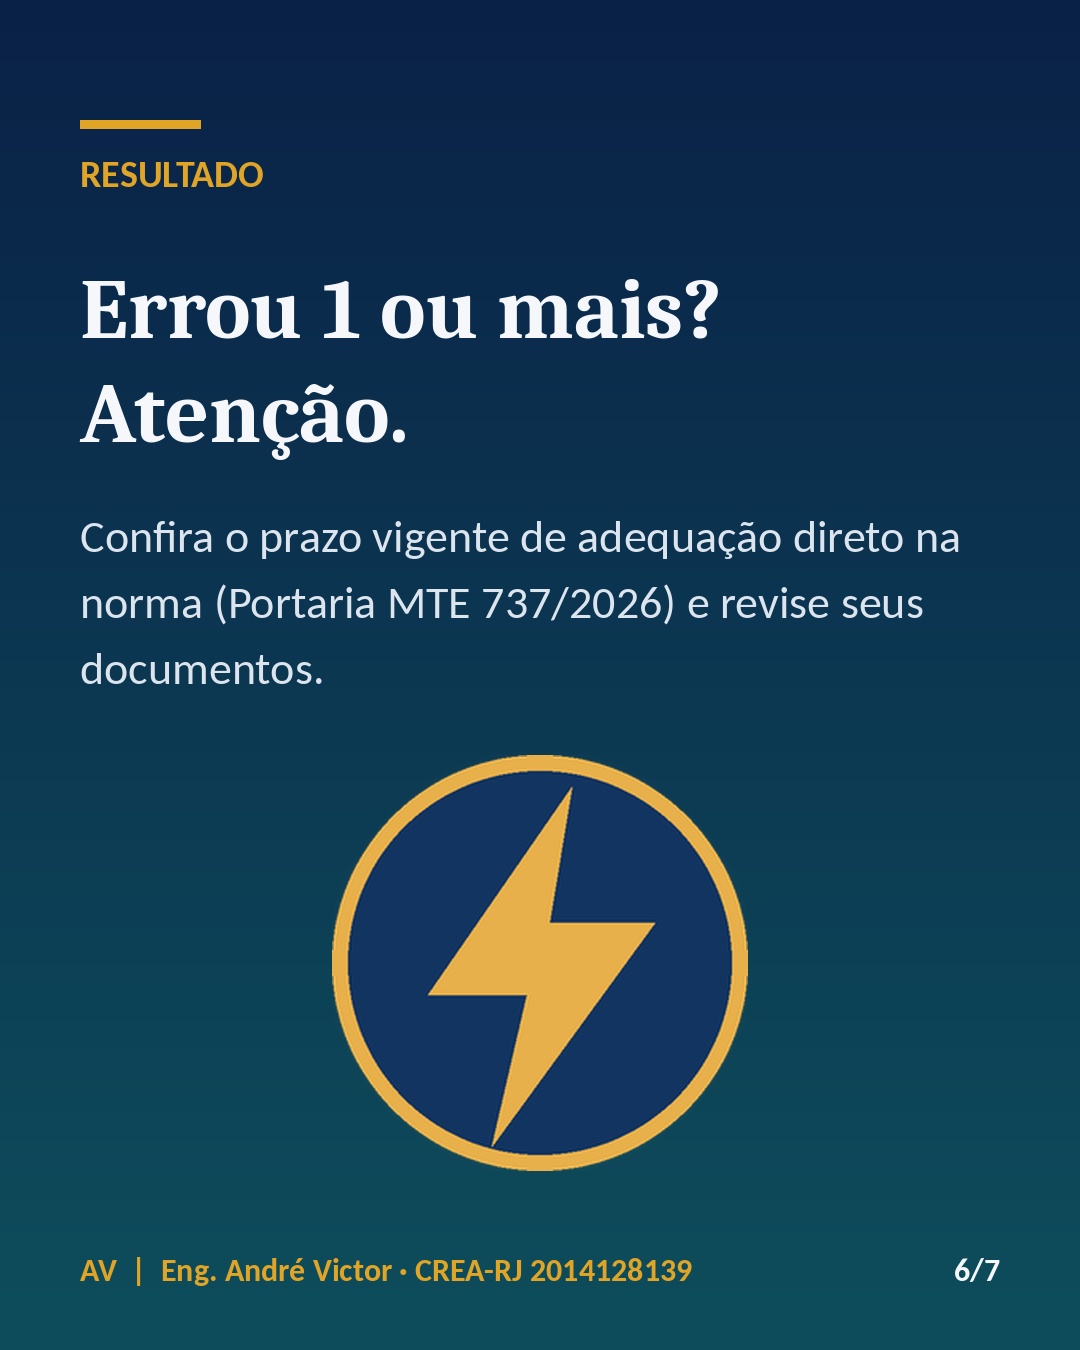 RESULTADO
Errou 1 ou mais?
Atenção.
Confira o prazo vigente de adequação direto na
norma (Portaria MTE 737/2026) e revise seus
documentos.
AV | Eng. André Victor · CREA-RJ 2014128139
6/7